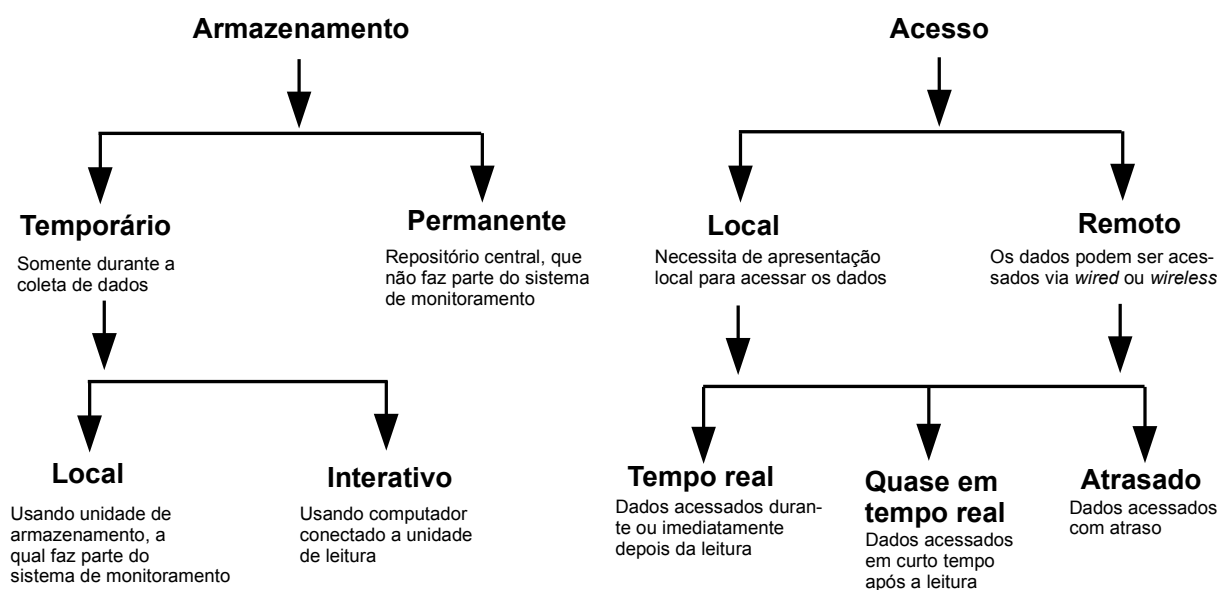 Armazenamento
Temporário
Somente durante a
coleta de dados
Permanente
Repositório central, que
não faz parte do sistema
de monitoramento
Local
Usando unidade de
armazenamento, a
qual faz parte do
sistema de monitoramento
Interativo
Usando computador
conectado a unidade
de leitura
Acesso
Local
Necessita de apresentação
local para acessar os dados
Remoto
Os dados podem ser aces-
sados via wired ou wireless
Tempo real
Dados acessados duran-
te ou imediatamente
depois da leitura
Quase em
tempo real
Dados acessados
em curto tempo
após a leitura
Atrasado
Dados acessados
com atraso